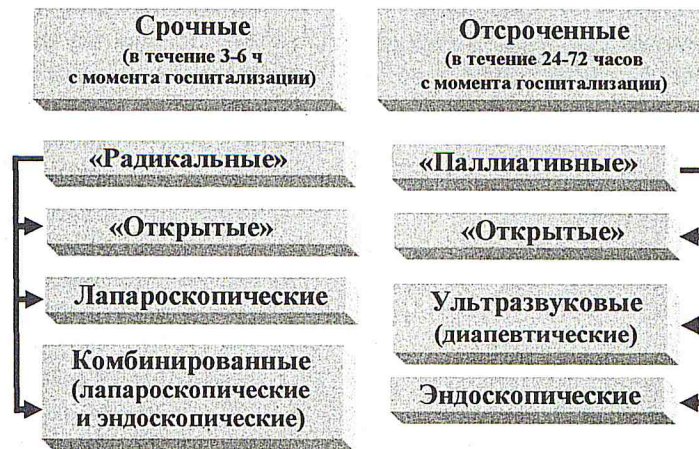 Срочные
(в течение 3-6 ч
с момента госпитализации)
Отсроченные
(в течение 24-72 часов
с момента госпитализации)
«Радикальные»
«Открытые»
Лапароскопические
Комбинированные
(лапароскопические
и эндоскопические)
«Паллиативные»
«Открытые»
Ультразвуковые
(диапевтические)
Эндоскопические